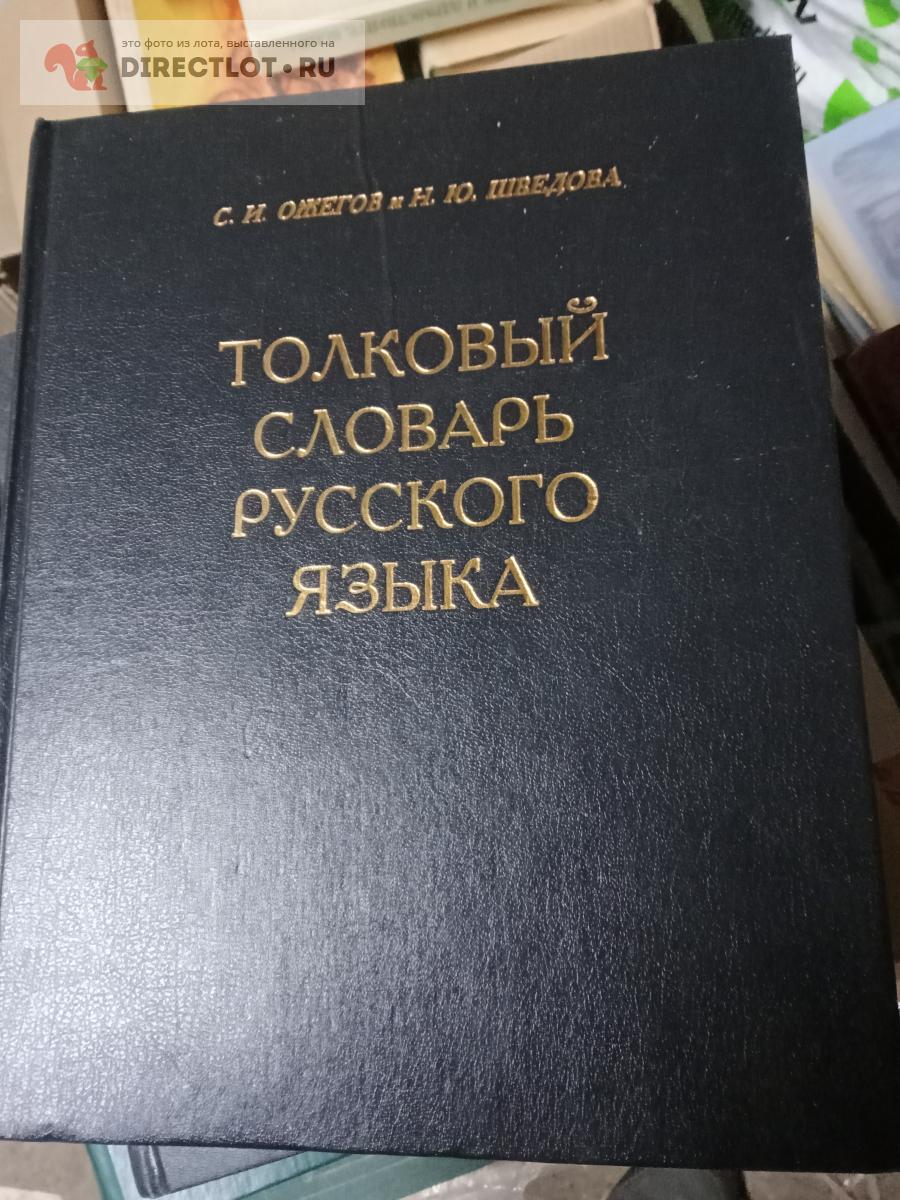 это фото из лота, выставленного на
DIRECTLOT.RU
С. И. ОЖЕГОВ и Н. Ю. ШВЕДОВА
ТОЛКОВЫЙ
СЛОВАРЬ
РУССКОГО
ЯЗЫКА